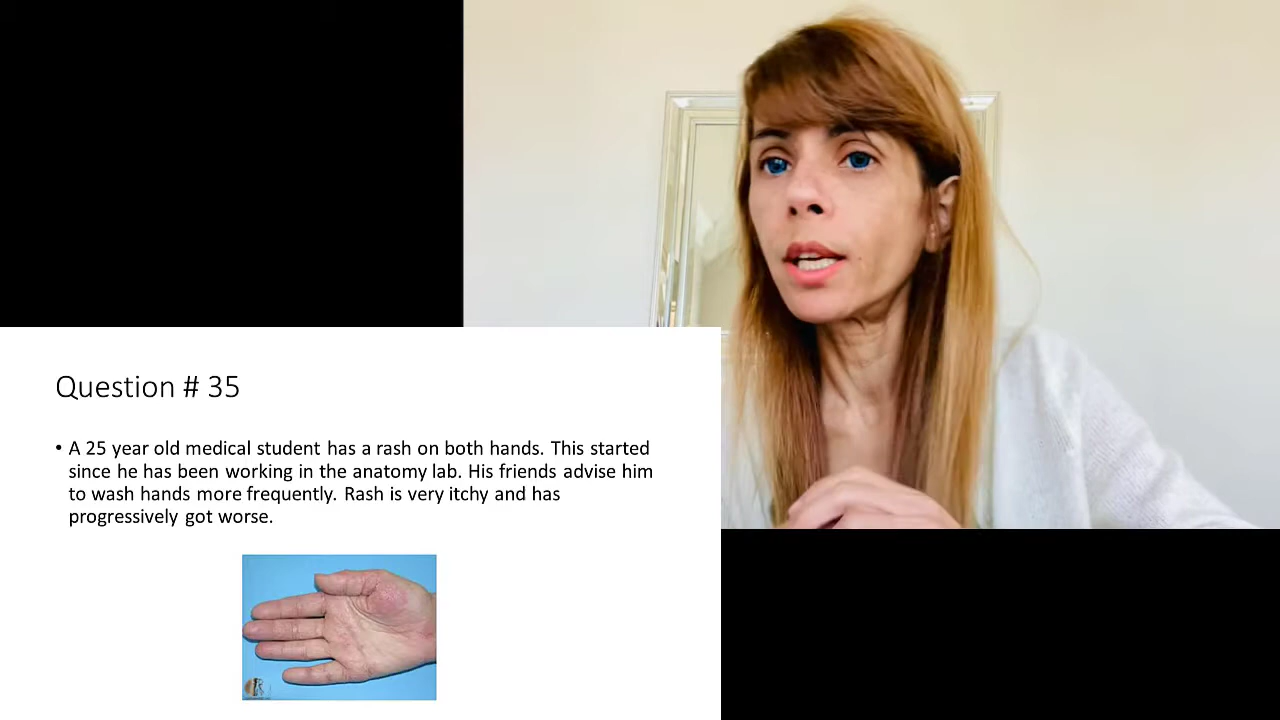 Question # 35
• A 25 year old medical student has a rash on both hands. This started
since he has been working in the anatomy lab. His friends advise him
to wash hands more frequently. Rash is very itchy and has
progressively got worse.